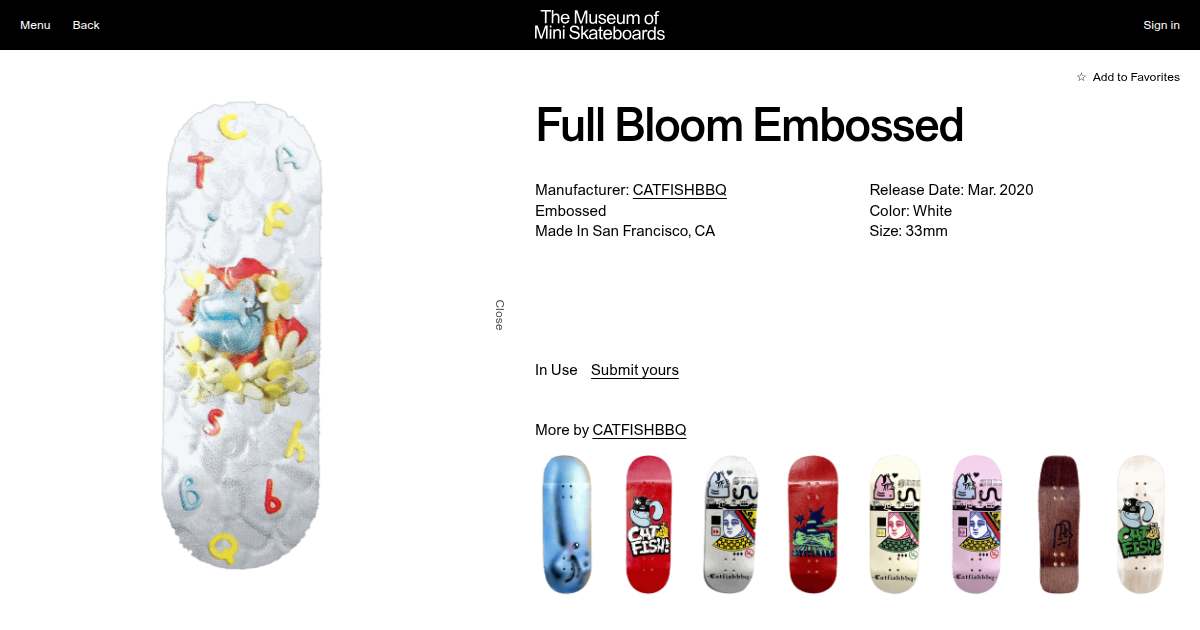 Menu
Back
The Museum of
Mini Skateboards
Sign in
☆ Add to Favorites
C
T A
i F
s h
b b
Q
Close
Full Bloom Embossed
Manufacturer: CATFISHBBQ
Embossed
Made In San Francisco, CA
Release Date: Mar. 2020
Color: White
Size: 33mm
In Use Submit yours
More by CATFISHBBQ
CAT
FISH!
Catfishbbq
Catfishbbq
Catfishbbq
CAT
FISH!